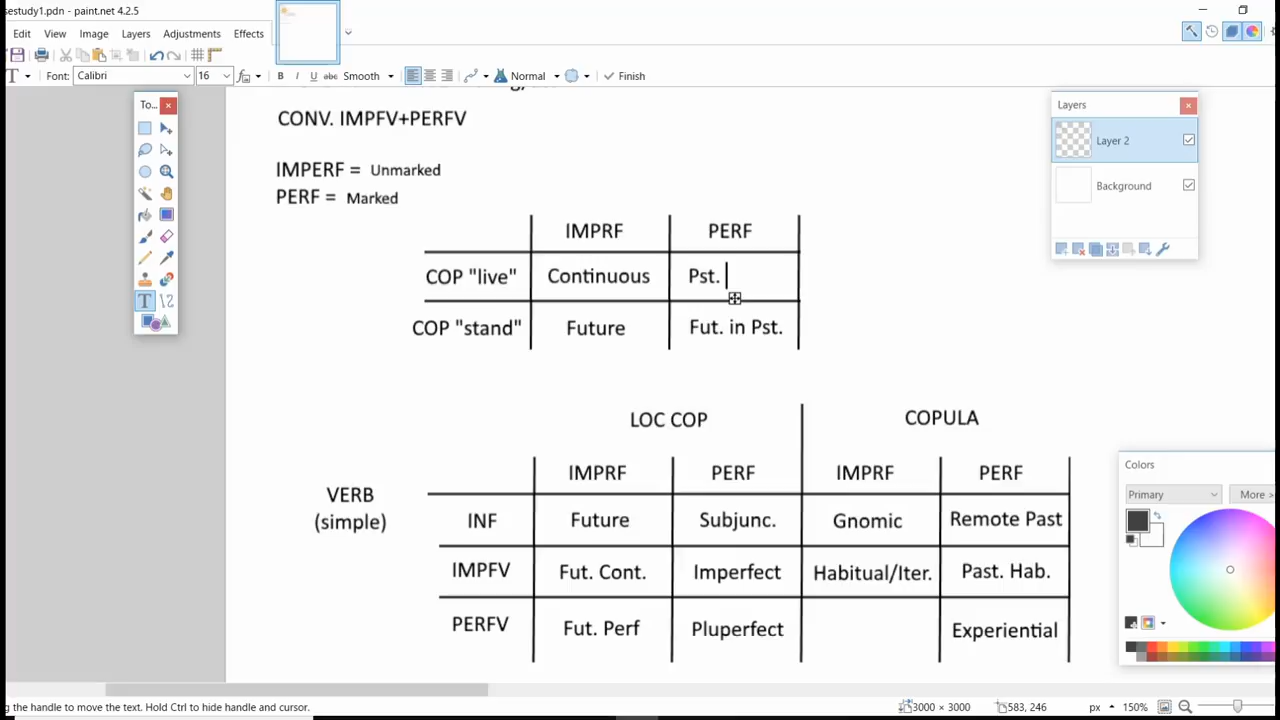 sestudy1.pdn - paint.net 4.2.5
Edit View Image Layers Adjustments Effects
Font: Calibri 16 B I U abc Smooth Normal Finish
To...
CONV. IMPFV+PERFV
IMPERF = Unmarked
PERF = Marked
IMPRF PERF
COP "live" Continuous Pst.
COP "stand" Future Fut. in Pst.
LOC COP COPULA
IMPRF PERF IMPRF PERF
VERB
(simple)
INF Future Subjunc. Gnomic Remote Past
IMPFV Fut. Cont. Imperfect Habitual/Iter. Past. Hab.
PERFV Fut. Perf Pluperfect Experiential
Layers
Layer 2
Background
Colors
Primary More >
g the handle to move the text. Hold Ctrl to hide handle and cursor. 3000 × 3000 583, 246 px 150%